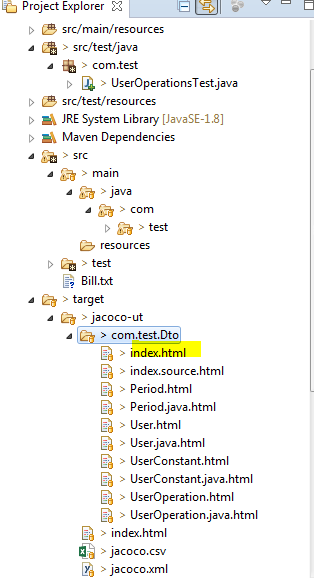 Project Explorer
src/main/resources
> src/test/java
> com.test
> UserOperationsTest.java
> src/test/resources
JRE System Library [JavaSE-1.8]
Maven Dependencies
> src
> main
> java
> com
> test
resources
> test
Bill.txt
> target
> jacoco-ut
> com.test.Dto
> index.html
> index.source.html
> Period.html
> Period.java.html
> User.html
> User.java.html
> UserConstant.html
> UserConstant.java.html
> UserOperation.html
> UserOperation.java.html
> index.html
> jacoco.csv
> jacoco.xml